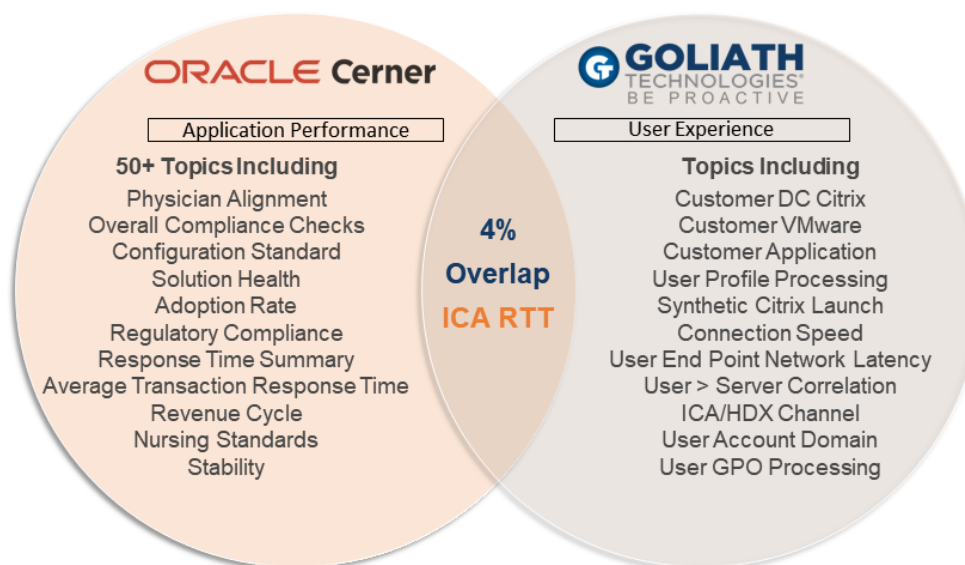 ORACLE Cerner
Application Performance
50+ Topics Including
Physician Alignment
Overall Compliance Checks
Configuration Standard
Solution Health
Adoption Rate
Regulatory Compliance
Response Time Summary
Average Transaction Response Time
Revenue Cycle
Nursing Standards
Stability
4%
Overlap
ICA RTT
GT
GOLIATH
TECHNOLOGIES®
BE PROACTIVE
User Experience
Topics Including
Customer DC Citrix
Customer VMware
Customer Application
User Profile Processing
Synthetic Citrix Launch
Connection Speed
User End Point Network Latency
User > Server Correlation
ICA/HDX Channel
User Account Domain
User GPO Processing